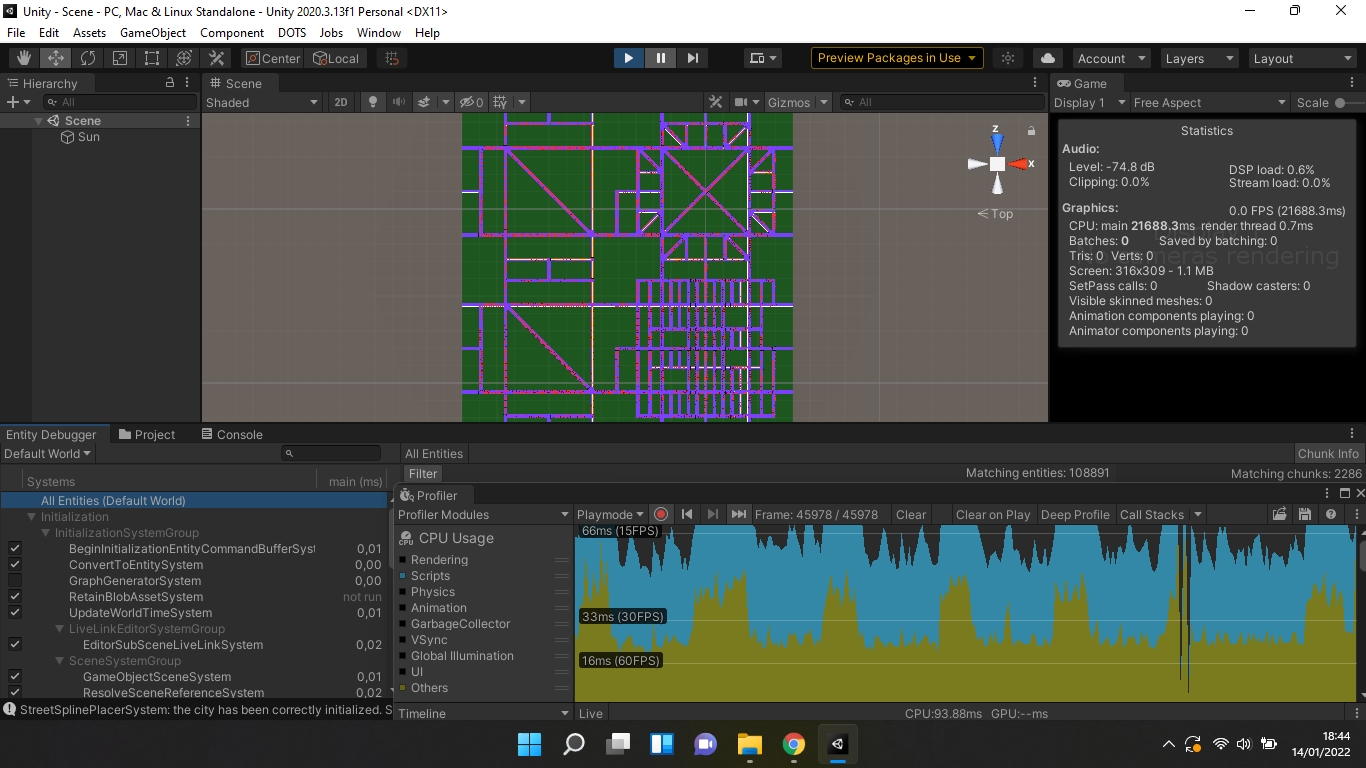 Unity - Scene - PC, Mac & Linux Standalone - Unity 2020.3.13f1 Personal <DX11>
File Edit Assets GameObject Component DOTS Jobs Window Help
Center Local Preview Packages in Use Account Layers Layout
Hierarchy Scene Game
All Shaded 2D 0 Gizmos All Display 1 Free Aspect Scale
Scene
Sun
z
x
Top
Statistics
Audio:
Level: -74.8 dB DSP load: 0.6%
Clipping: 0.0% Stream load: 0.0%
Graphics: 0.0 FPS (21688.3ms)
CPU: main 21688.3ms render thread 0.7ms
Batches: 0 Saved by batching: 0
Tris: 0 Verts: 0
rendering
Screen: 316x309 - 1.1 MB
SetPass calls: 0 Shadow casters: 0
Visible skinned meshes: 0
Animation components playing: 0
Animator components playing: 0
Entity Debugger Project Console
Default World All Entities Chunk Info
Filter Matching entities: 108891 Matching chunks: 2286
Systems main (ms)
All Entities (Default World)
Initialization
InitializationSystemGroup
BeginInitializationEntityCommandBufferSyst 0,01
ConvertToEntitySystem 0,00
GraphGeneratorSystem 0,00
RetainBlobAssetSystem not run
UpdateWorldTimeSystem 0,01
LiveLinkEditorSystemGroup
EditorSubSceneLiveLinkSystem 0,02
SceneSystemGroup
GameObjectSceneSystem 0,01
ResolveSceneReferenceSystem 0,02
StreetSplinePlacerSystem: the city has been correctly initialized. S
Profiler
Profiler Modules Playmode Frame: 45978 / 45978 Clear Clear on Play Deep Profile Call Stacks
CPU Usage
Rendering
Scripts
Physics
Animation
GarbageCollector
VSync
Global Illumination
UI
Others
66ms (15FPS)
33ms (30FPS)
16ms (60FPS)
Timeline Live CPU:93.88ms GPU:--ms
18:44
14/01/2022